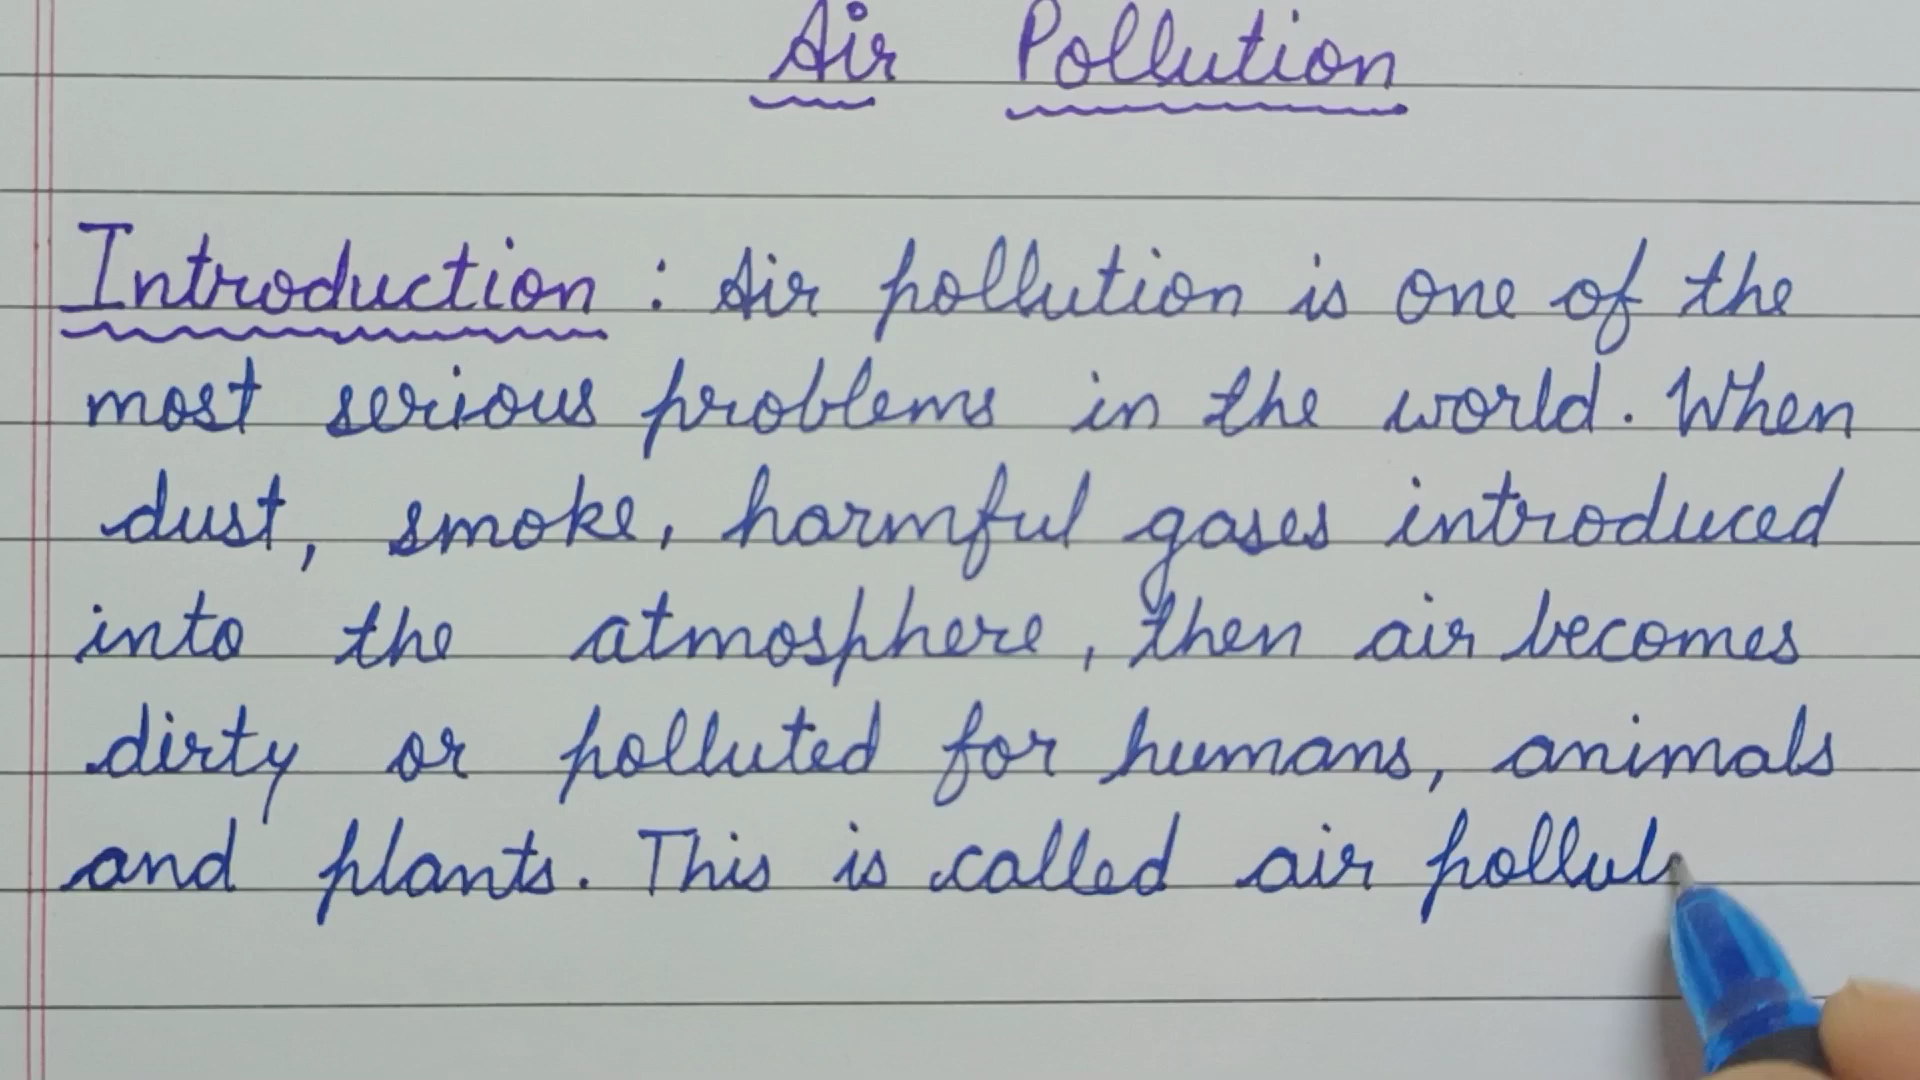 Air Pollution
Introduction : Air pollution is one of the
most serious problems in the world. When
dust, smoke, harmful gases introduced
into the atmosphere, then air becomes
dirty or polluted for humans, animals
and plants. This is called air pollut